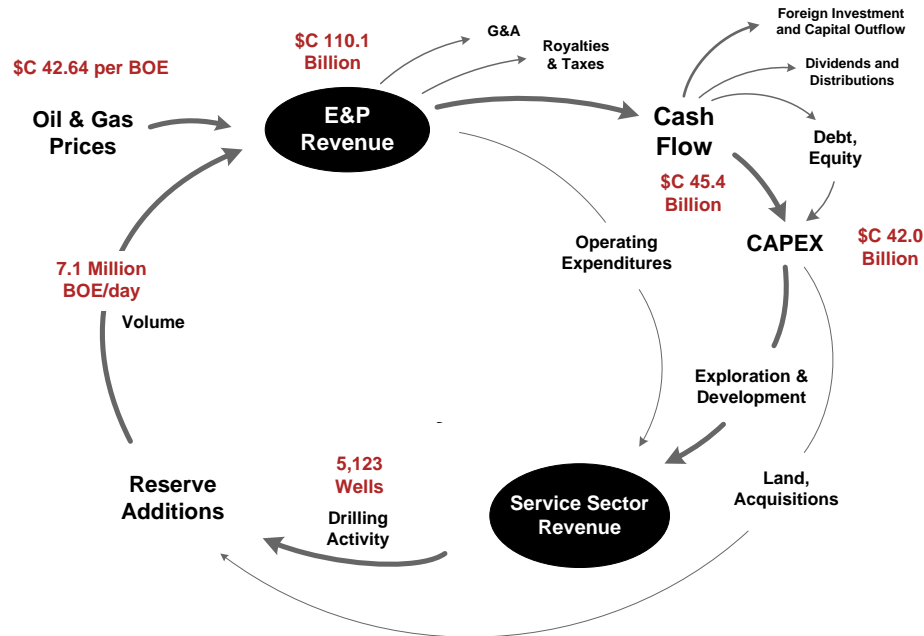 Foreign Investment
and Capital Outflow
G&A
$C 110.1
Billion
Royalties
& Taxes
$C 42.64 per BOE
Dividends and
Distributions
E&P
Revenue
Oil & Gas
Prices
Cash
Flow
Debt,
Equity
$C 45.4
Billion
CAPEX
$C 42.0
Billion
Operating
Expenditures
7.1 Million
BOE/day
Volume
Exploration &
Development
5,123
Wells
Reserve
Additions
Drilling
Activity
Service Sector
Revenue
Land,
Acquisitions